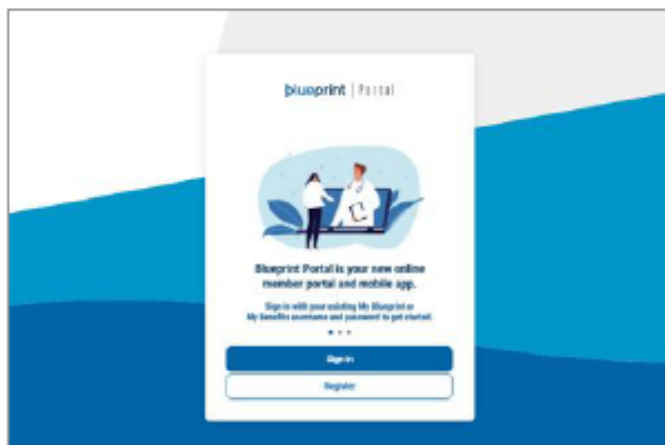 blueprint | Portal
Blueprint Portal is your new online
member portal and mobile app.
Sign in with your existing My Blueprint or
My Benefits username and password to get started.
Sign In
Register